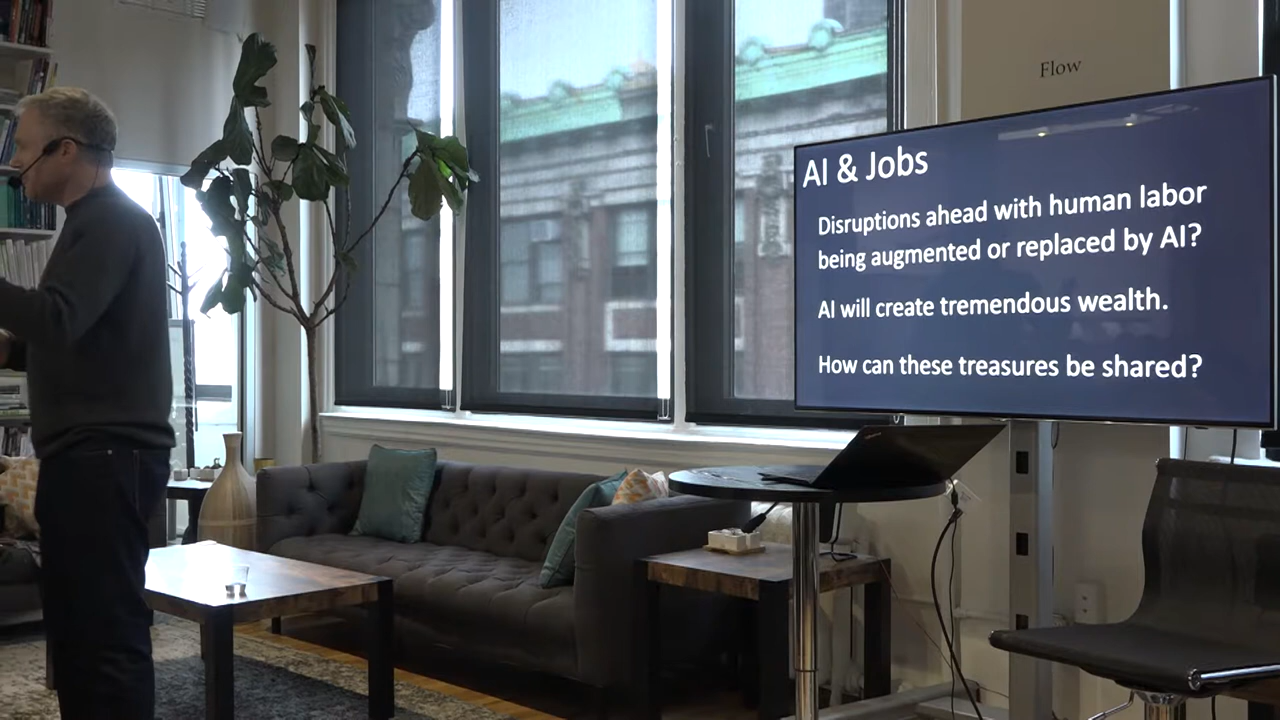 Flow
AI & Jobs
Disruptions ahead with human labor
being augmented or replaced by AI?
AI will create tremendous wealth.
How can these treasures be shared?